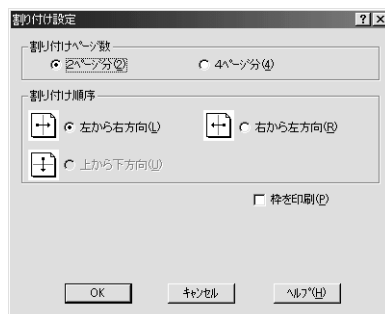 割り付け設定
割り付けページ数
2ページ分(2) 4ページ分(4)
割り付け順序
左から右方向(L) 右から左方向(R)
上から下方向(U)
枠を印刷(P)
OK キャンセル ヘルプ(H)